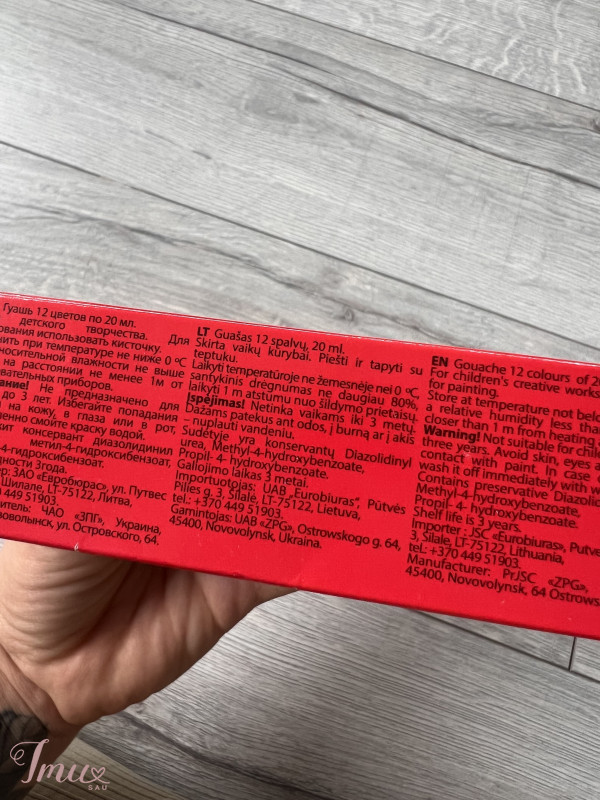 Гуашь 12 цветов по 20 мл.
детского творчества. Для
использовать кисточку.
при температуре не ниже 0 ºC
влажности не выше
на расстоянии не менее 1м от
приборов.
Не предназначено для
до 3 лет. Избегайте попадания
на кожу, в глаза или в рот,
смойте краску водой.
консервант диазолидинил
метил-4-гидроксибензоат,
4-гидроксибензоат.
3года.
ЗАО «Евробюрас», ул. Путвес
Шилале, LT-75122, Литва,
449 51903
ЧАО «ЗПГ», Украина,
ул. Островского, 64.
LT Guašas 12 spalvų, 20 ml.
Skirta vaikų kūrybai. Piešti ir tapyti su
teptuku.
Laikyti temperatūroje ne žemesnėje nei 0 ºC
santykinis drėgnumas ne daugiau 80%,
laikyti 1 m atstumu nuo šildymo prietaisų.
Įspėjimas! Netinka vaikams iki 3 metų.
Dažams patekus ant odos, į burną ar į akis
– nuplauti vandeniu.
Sudėtyje yra konservantų Diazolidinyl
urea, Methyl-4-hydroxybenzoate,
Propil- 4- hydroxybenzoate,
Galiojimo laikas 3 metai.
Importuotojas: UAB "Eurobiuras", Pūtvės
Pilies g. 3, Šilalė, LT-75122, Lietuva,
tel.: +370 449 51903.
Gamintojas: UAB «ZPG», Ostrowskogo g. 64,
45400, Novovolynsk, Ukraina.
EN Gouache 12 colours of
For children's creative works
for painting.
Store at temperature not
a relative humidity less
closer than 1 m from heating
Warning! Not suitable for
three years. Avoid skin, eyes
contact with paint. In case
wash it off immediately with
Contains preservative
Methyl-4-hydroxybenzoate,
Propil- 4- hydroxybenzoate.
Shelf life is 3 years.
Importer : JSC «Eurobiuras»,
3, Šilale, LT-75122, Lithuania,
tel.: +370 449 51903.
Manufacturer: PrJSC «ZPG»,
45400, Novovolynsk, 64
Imu
SAU